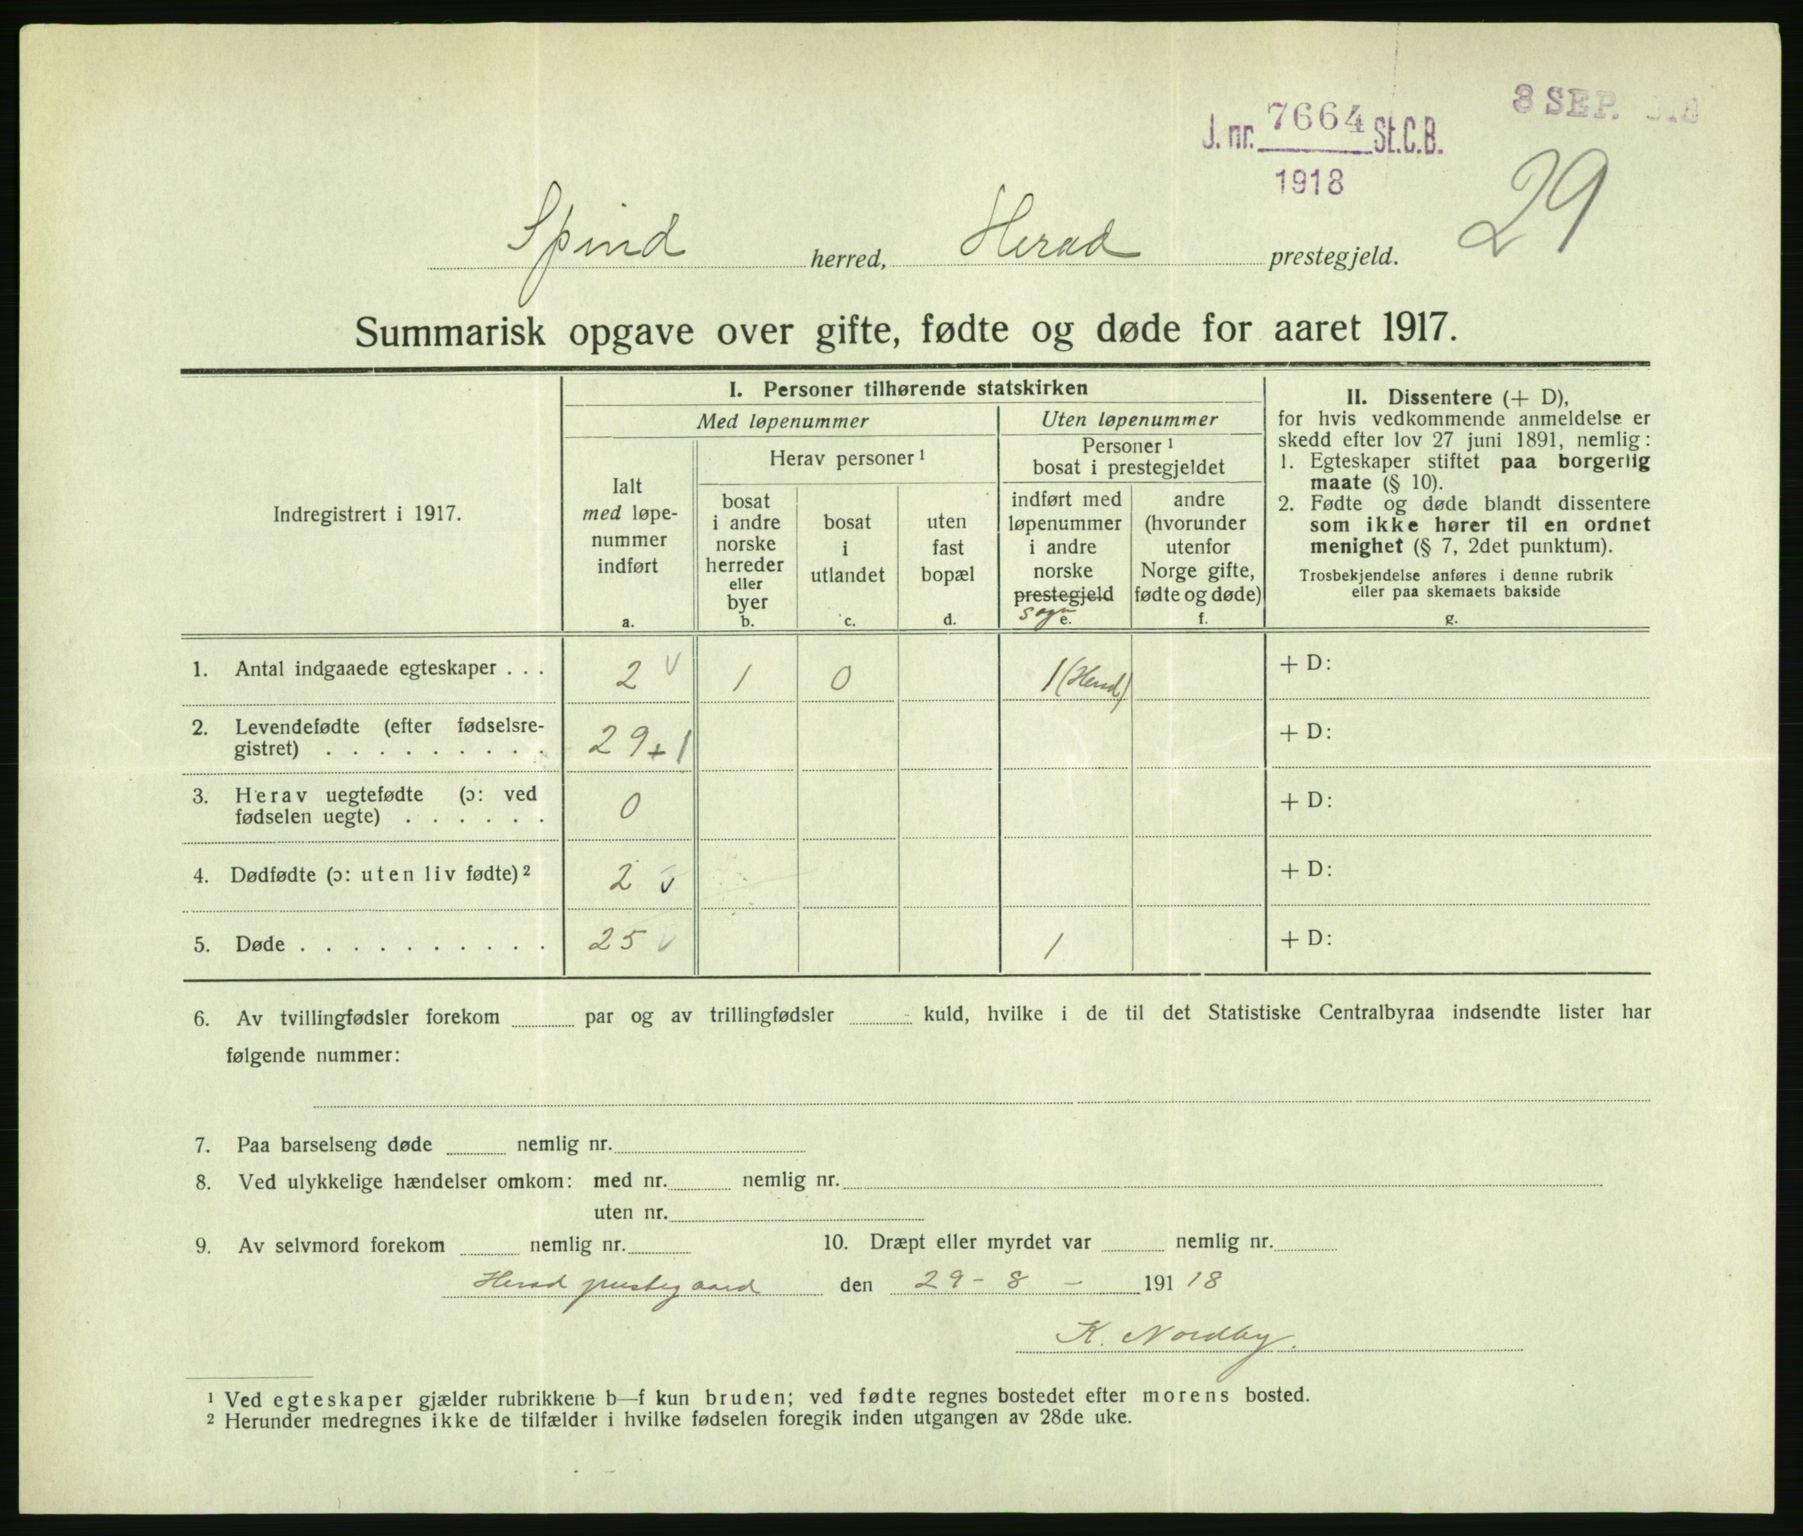 3 SEP. 1918
J. nr. 7664 St.C.B.
1918
29
Spind herred, Herad prestegjeld.
Summarisk opgave over gifte, fødte og døde for aaret 1917.
Indregistrert i 1917.
I. Personer tilhørende statskirken
Med løpenummer
Uten løpenummer
Ialt
med løpe-
nummer
indført
a.
Herav personer¹
bosat
i andre
norske
herreder
eller
byer
b.
bosat
i
utlandet
c.
uten
fast
bopæl
d.
Personer¹
bosat i prestegjeldet
indført med
løpenummer
i andre
norske
prestegjeld
sogn
e.
andre
(hvorunder
utenfor
Norge gifte,
fødte og døde)
f.
II. Dissentere (+ D),
for hvis vedkommende anmeldelse er
skedd efter lov 27 juni 1891, nemlig:
1. Egteskaper stiftet paa borgerlig
maate (§ 10).
2. Fødte og døde blandt dissentere
som ikke hører til en ordnet
menighet (§ 7, 2det punktum).
Trosbekjendelse anføres i denne rubrik
eller paa skemaets bakside
g.
1. Antal indgaaede egteskaper . . . 2 v 1 0 1 (Herad) + D:
2. Levendefødte (efter fødselsre-
gistret) . . . . . . . . . 29 + 1 + D:
3. Herav uegtefødte (ɔ: ved
fødselen uegte) . . . . . . 0 + D:
4. Dødfødte (ɔ: uten liv fødte)² 2 v + D:
5. Døde . . . . . . . . . . 25 v 1 + D:
6. Av tvillingfødsler forekom par og av trillingfødsler kuld, hvilke i de til det Statistiske Centralbyraa indsendte lister har
følgende nummer:
7. Paa barselseng døde nemlig nr.
8. Ved ulykkelige hændelser omkom: med nr. nemlig nr.
uten nr.
9. Av selvmord forekom nemlig nr. 10. Dræpt eller myrdet var nemlig nr.
Herad prestegaard den 29 - 8 - 191 18
K. Nordby.
¹ Ved egteskaper gjælder rubrikkene b—f kun bruden; ved fødte regnes bostedet efter morens bosted.
² Herunder medregnes ikke de tilfælder i hvilke fødselen foregik inden utgangen av 28de uke.